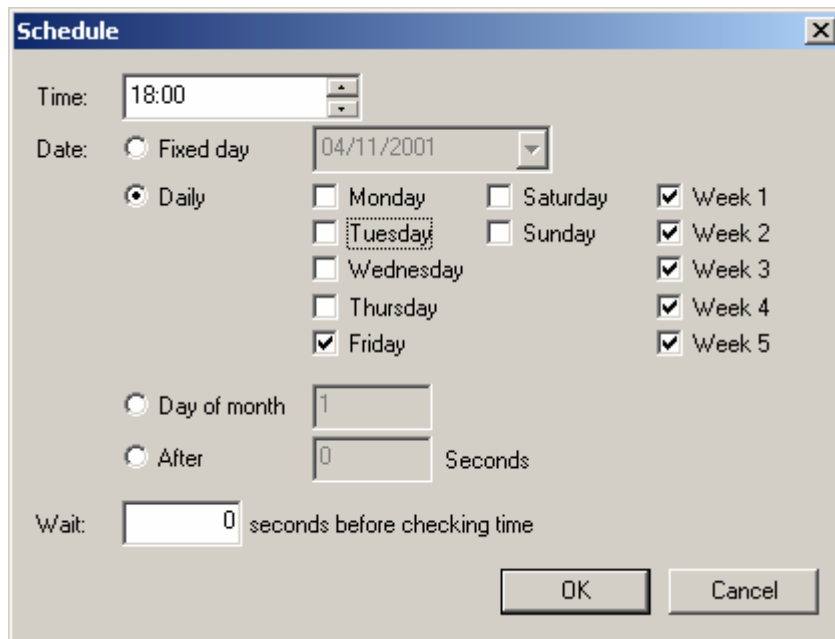 Schedule
Time: 18:00
Date: Fixed day 04/11/2001
Daily Monday Saturday Week 1
Tuesday Sunday Week 2
Wednesday Week 3
Thursday Week 4
Friday Week 5
Day of month 1
After 0 Seconds
Wait: 0 seconds before checking time
OK Cancel